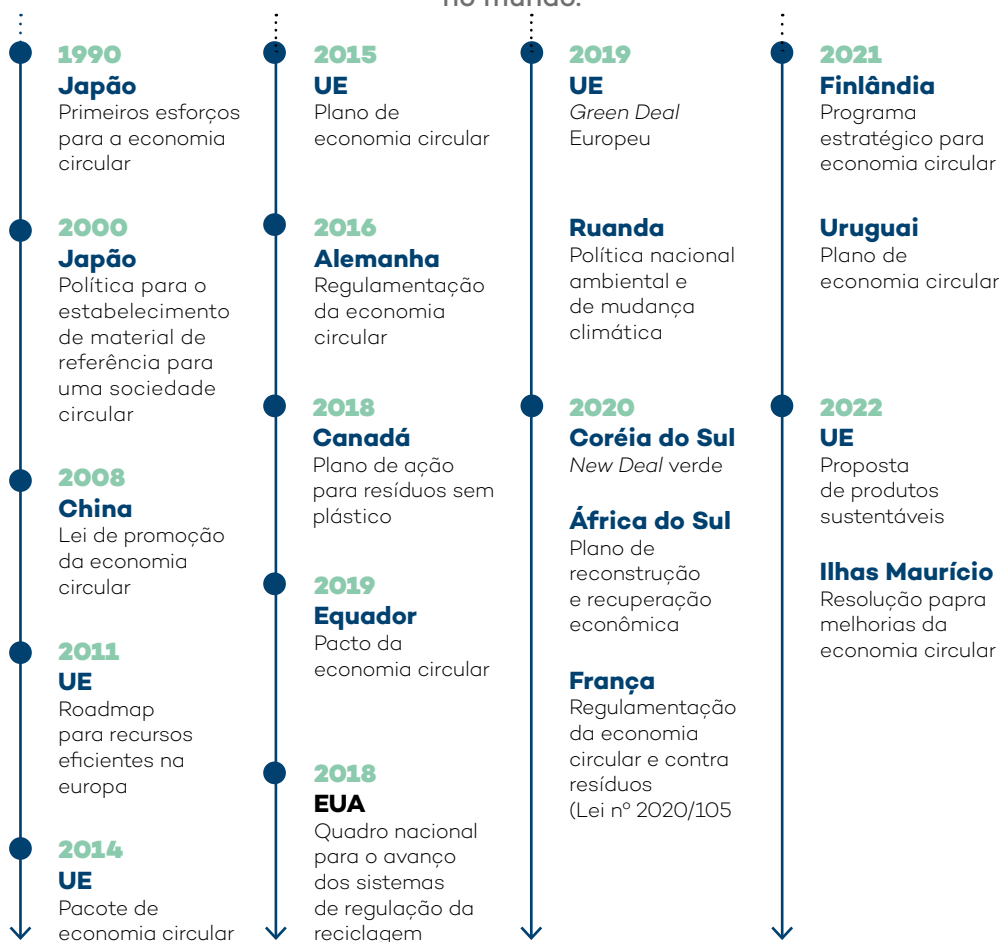 no mundo.
1990
Japão
Primeiros esforços
para a economia
circular
2000
Japão
Política para o
estabelecimento
de material de
referência para
uma sociedade
circular
2008
China
Lei de promoção
da economia
circular
2011
UE
Roadmap
para recursos
eficientes na
europa
2014
UE
Pacote de
economia circular
2015
UE
Plano de
economia circular
2016
Alemanha
Regulamentação
da economia
circular
2018
Canadá
Plano de ação
para resíduos sem
plástico
2019
Equador
Pacto da
economia circular
2018
EUA
Quadro nacional
para o avanço
dos sistemas
de regulação da
reciclagem
2019
UE
Green Deal
Europeu
Ruanda
Política nacional
ambiental e
de mudança
climática
2020
Coréia do Sul
New Deal verde
África do Sul
Plano de
reconstrução
e recuperação
econômica
França
Regulamentação
da economia
circular e contra
resíduos
(Lei nº 2020/105
2021
Finlândia
Programa
estratégico para
economia circular
Uruguai
Plano de
economia circular
2022
UE
Proposta
de produtos
sustentáveis
Ilhas Maurício
Resolução papra
melhorias da
economia circular